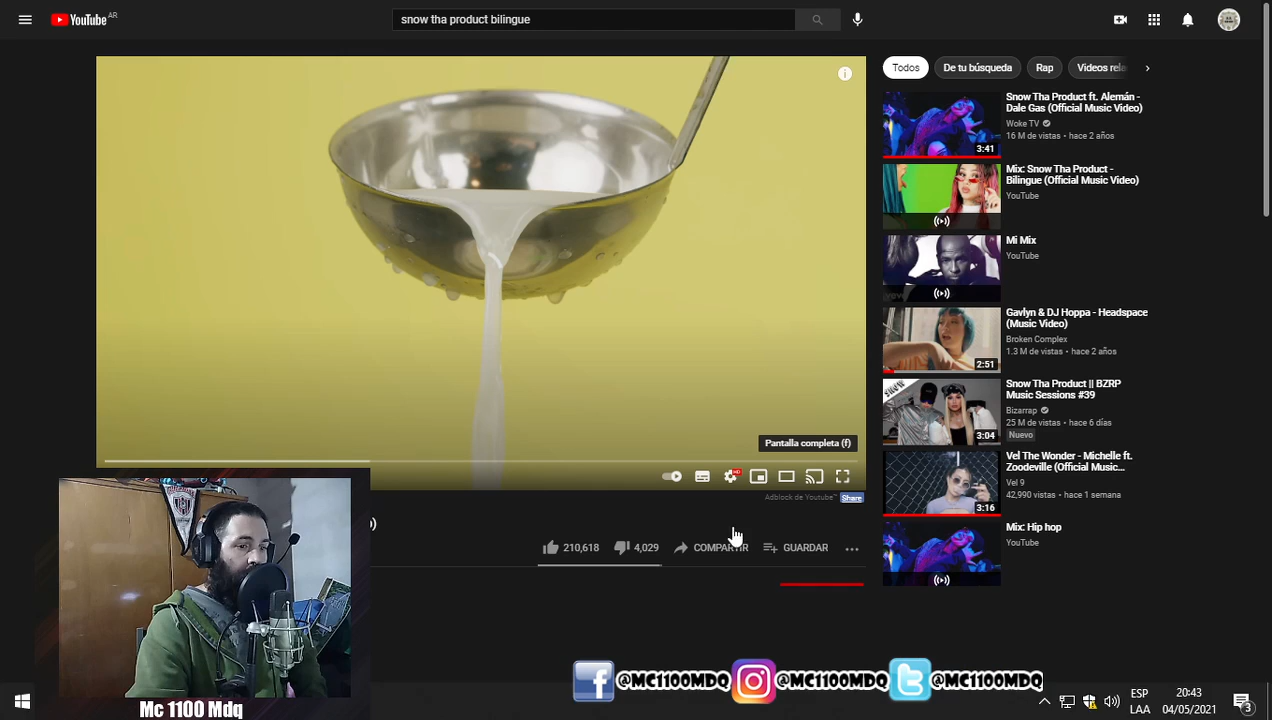 YouTube AR
snow tha product bilingue
Todos
De tu búsqueda
Rap
Videos rela
Snow Tha Product ft. Alemán -
Dale Gas (Official Music Video)
Woke TV
16 M de vistas • hace 2 años
3:41
Mix: Snow Tha Product -
Bilingue (Official Music Video)
YouTube
Mi Mix
YouTube
Gavlyn & DJ Hoppa - Headspace
(Music Video)
Broken Complex
1.3 M de vistas • hace 2 años
2:51
Snow Tha Product || BZRP
Music Sessions #39
Bizarrap
25 M de vistas • hace 6 días
Nuevo
SNOW
3:04
Vel The Wonder - Michelle ft.
Zoodeville (Official Music...
Vel 9
42,990 vistas • hace 1 semana
3:16
Mix: Hip hop
YouTube
Pantalla completa (f)
HD
Adblock de Youtube™
Share
210,618
4,029
COMPARTIR
GUARDAR
Mc 1100 Mdq
@MC1100MDQ
@MC1100MDQ
@MC1100MDQ
ESP
LAA
20:43
04/05/2021
3